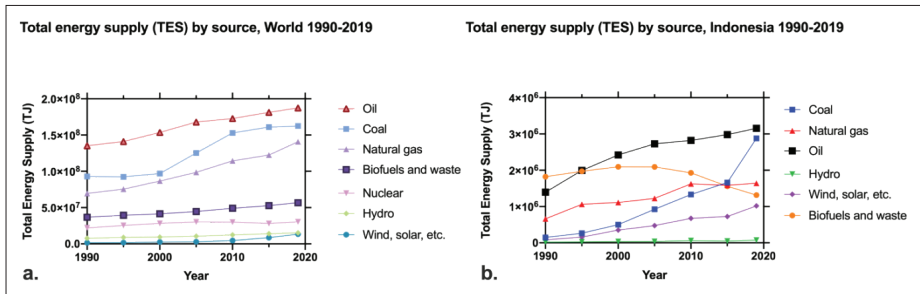 Total energy supply (TES) by source, World 1990-2019
2.0×10⁸
1.5×10⁸
1.0×10⁸
5.0×10⁷
0.0
Total Energy Supply (TJ)
1990
2000
2010
2020
Year
Oil
Coal
Natural gas
Biofuels and waste
Nuclear
Hydro
Wind, solar, etc.
a.
Total energy supply (TES) by source, Indonesia 1990-2019
4×10⁶
3×10⁶
2×10⁶
1×10⁶
0
Total Energy Supply (TJ)
1990
2000
2010
2020
Year
Coal
Natural gas
Oil
Hydro
Wind, solar, etc.
Biofuels and waste
b.